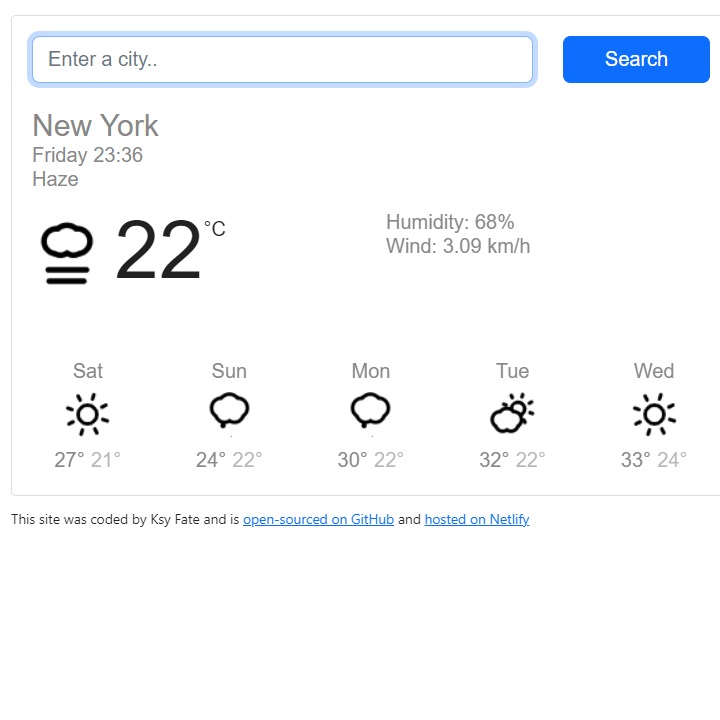 Enter a city..
Search
New York
Friday 23:36
Haze
22 °C
Humidity: 68%
Wind: 3.09 km/h
Sat Sun Mon Tue Wed
27° 21° 24° 22° 30° 22° 32° 22° 33° 24°
This site was coded by Ksy Fate and is open-sourced on GitHub and hosted on Netlify